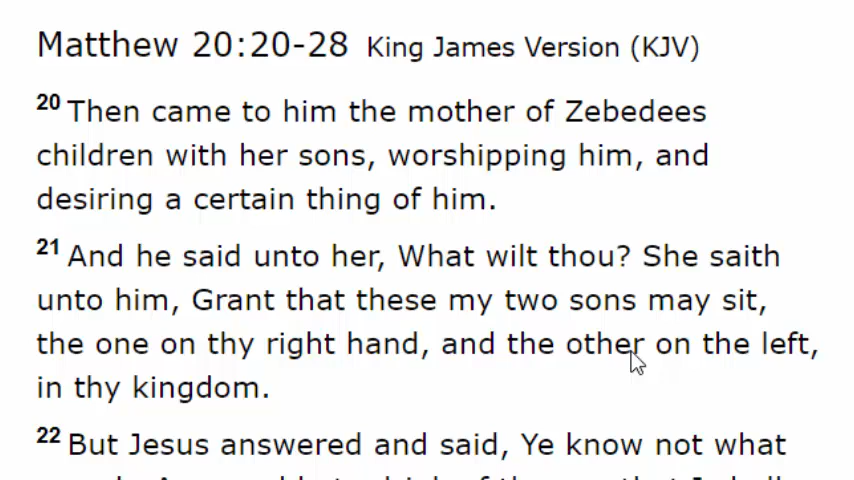 Matthew 20:20-28 King James Version (KJV)
20 Then came to him the mother of Zebedees
children with her sons, worshipping him, and
desiring a certain thing of him.
21 And he said unto her, What wilt thou? She saith
unto him, Grant that these my two sons may sit,
the one on thy right hand, and the other on the left,
in thy kingdom.
22 But Jesus answered and said, Ye know not what